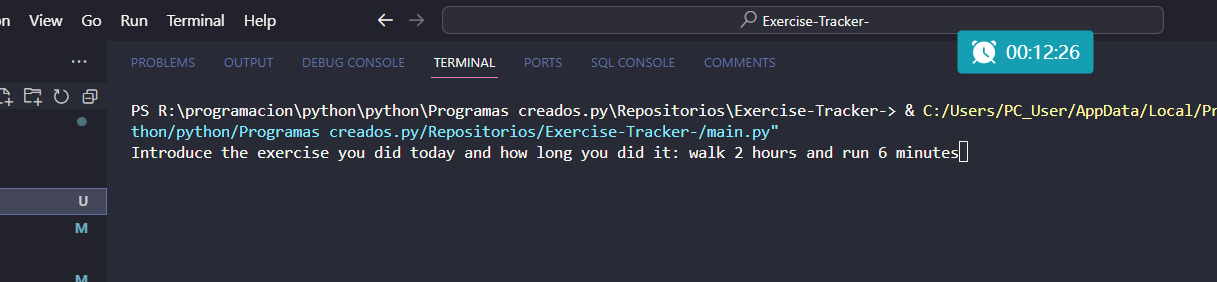 View Go Run Terminal Help
Exercise-Tracker-
00:12:26
PROBLEMS OUTPUT DEBUG CONSOLE TERMINAL PORTS SQL CONSOLE COMMENTS
PS R:\programacion\python\python\Programas creados.py\Repositorios\Exercise-Tracker-> & C:/Users/PC_User/AppData/Local/Pr
thon/python/Programas creados.py/Repositorios/Exercise-Tracker-/main.py"
Introduce the exercise you did today and how long you did it: walk 2 hours and run 6 minutes
U
M
M